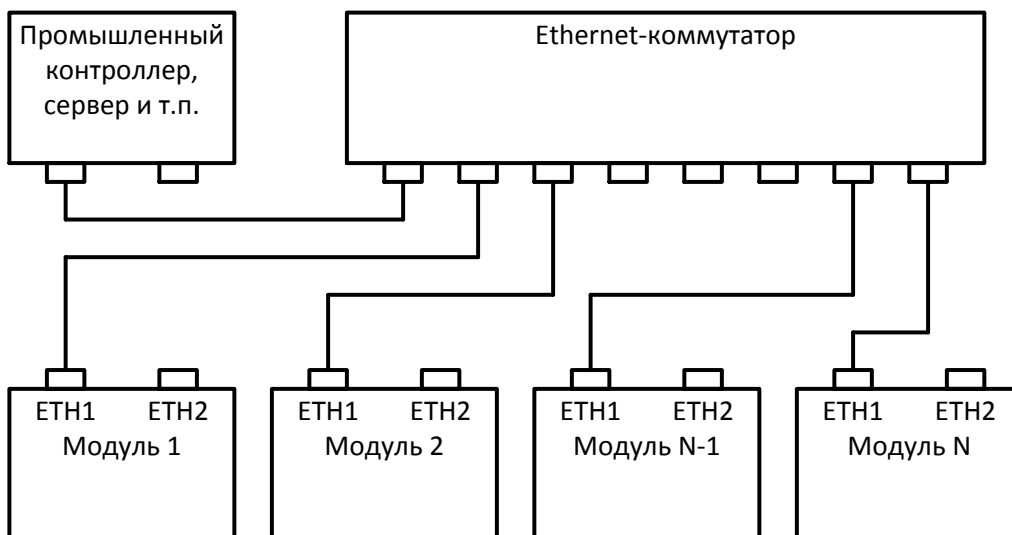 Промышленный
контроллер,
сервер и т.п.
Ethernet-коммутатор
ETH1 ETH2
Модуль 1
ETH1 ETH2
Модуль 2
ETH1 ETH2
Модуль N-1
ETH1 ETH2
Модуль N